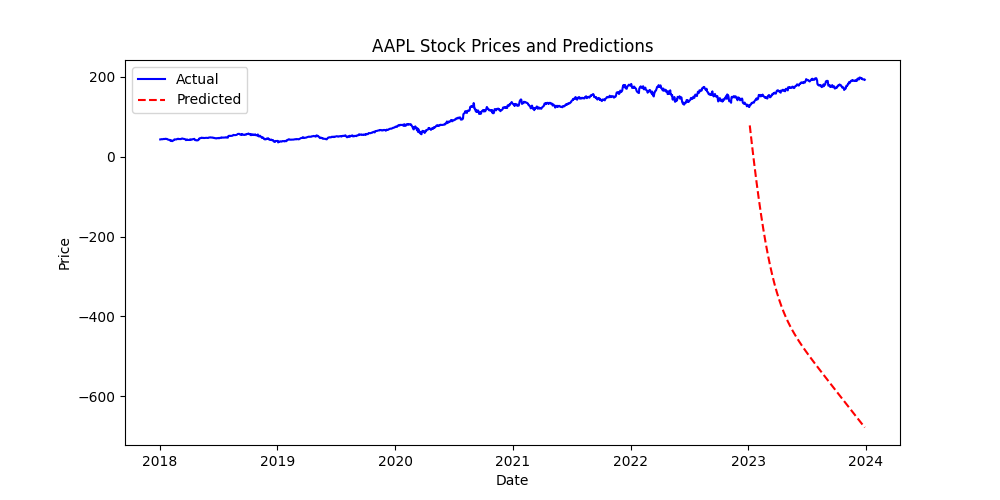 AAPL Stock Prices and Predictions
Actual
Predicted
200
0
−200
−400
−600
Price
2018 2019 2020 2021 2022 2023 2024
Date